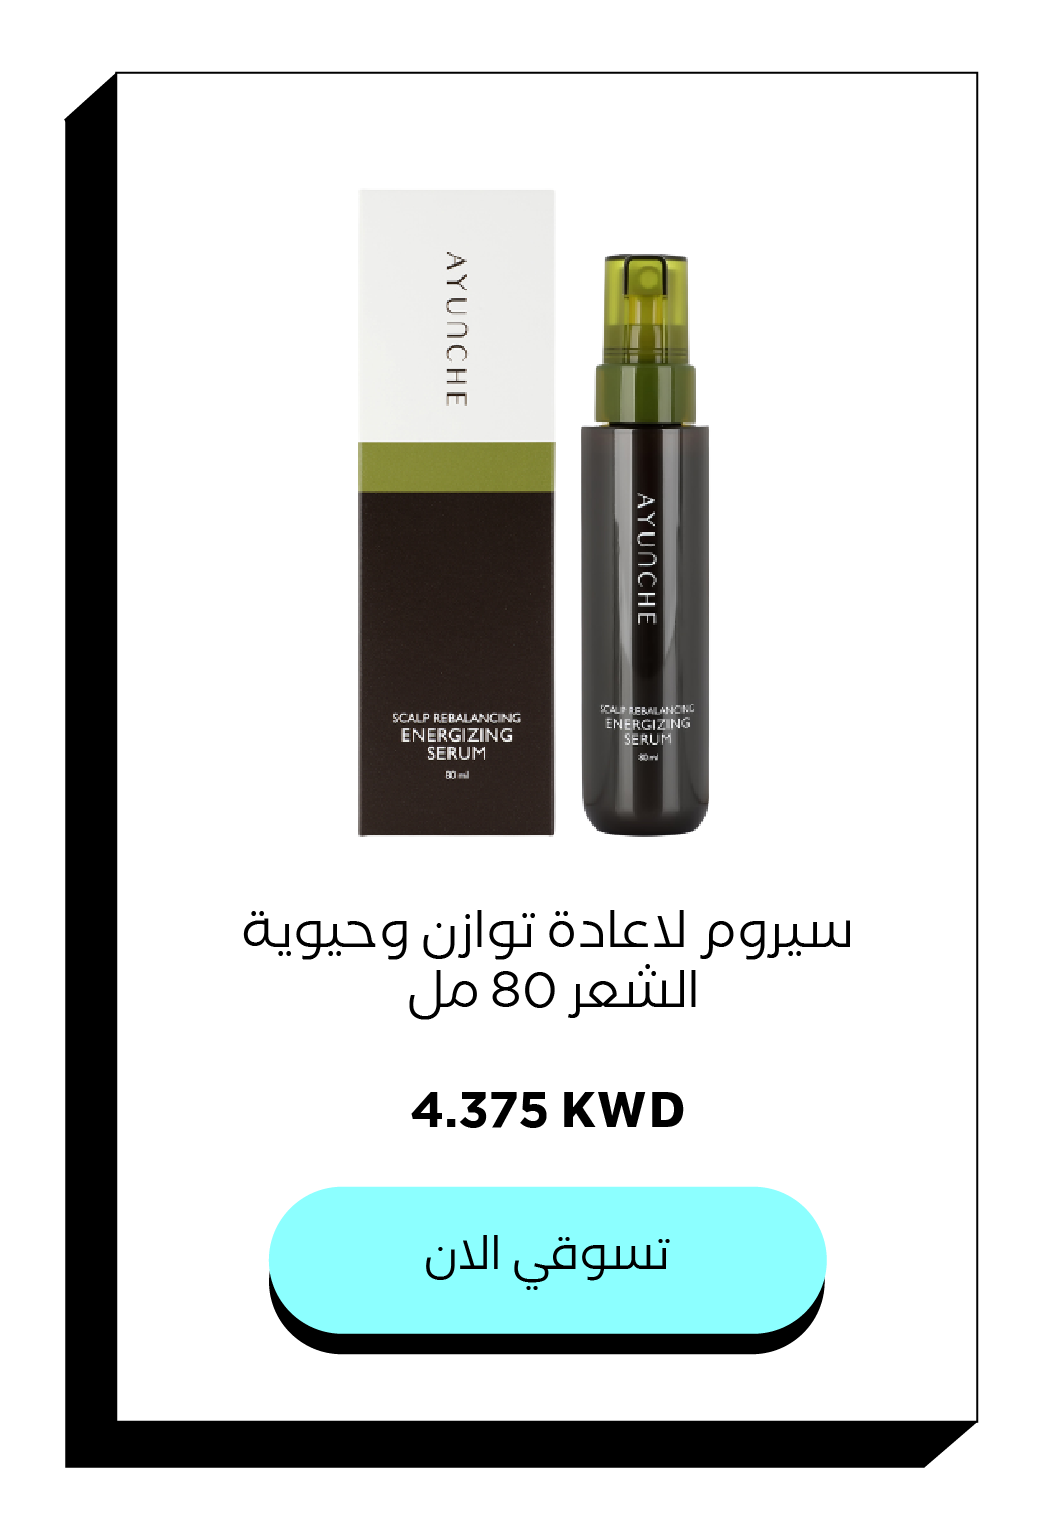 AYUNCHE
SCALP REBALANCING
ENERGIZING
SERUM
80 ml
AYUNCHE
SCALP REBALANCING
ENERGIZING
SERUM
80 ml
سيروم لاعادة توازن وحيوية
الشعر 80 مل
4.375 KWD
تسوقي الان